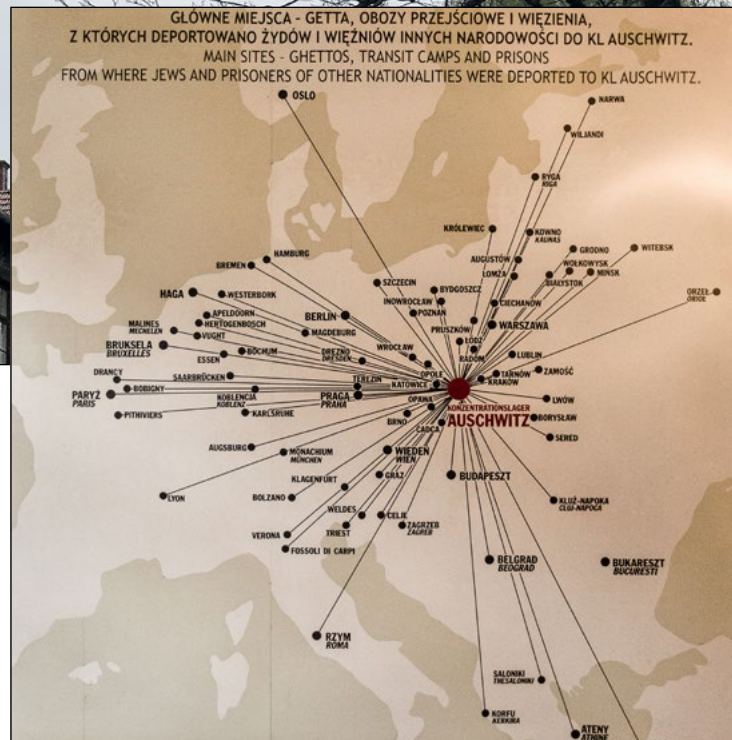 GŁÓWNE MIEJSCA - GETTA, OBOZY PRZEJŚCIOWE I WIĘZIENIA,
Z KTÓRYCH DEPORTOWANO ŻYDÓW I WIĘŹNIÓW INNYCH NARODOWOŚCI DO KL AUSCHWITZ.
MAIN SITES - GHETTOS, TRANSIT CAMPS AND PRISONS
FROM WHERE JEWS AND PRISONERS OF OTHER NATIONALITIES WERE DEPORTED TO KL AUSCHWITZ.
OSLO
NARWA
WILJANDI
RYGA
RIGA
KRÓLEWIEC
KOWNO
KAUNAS
GRODNO
WITEBSK
HAMBURG
BREMEN
AUGUSTÓW
WOŁKOWYSK
ŁOMŻA
MIŃSK
BIAŁYSTOK
SZCZECIN
BYDGOSZCZ
HAGA
WESTERBORK
INOWROCŁAW
CIECHANÓW
ORZEŁ
APELDOORN
BERLIN
POZNAŃ
HERTOGENBOSCH
MALINES
MECHELEN
VUGHT
MAGDEBURG
PRUSZKÓW
WARSZAWA
BRUKSELA
BRUXELLES
BOCHUM
ESSEN
DREZNO
DRESDEN
WROCŁAW
ŁÓDŹ
RADOM
LUBLIN
DRANCY
SAARBRÜCKEN
TEREZIN
OPOLE
KATOWICE
TARNÓW
KRAKÓW
ZAMOŚĆ
PARYŻ
PARIS
BOBIGNY
KOBLENCJA
KOBLENZ
PRAGA
PRAHA
OPAWA
KONZENTRATIONSLAGER
AUSCHWITZ
LWÓW
PITHIVIERS
KARLSRUHE
BRNO
ČADCA
BORYSŁAW
SERED
AUGSBURG
MONACHIUM
MÜNCHEN
WIEDEŃ
WIEN
LYON
BOLZANO
KLAGENFURT
GRAZ
BUDAPESZT
KLUŻ-NAPOKA
CLUJ-NAPOCA
WELDES
CELJE
TRIEST
ZAGRZEB
ZAGREB
VERONA
FOSSOLI DI CARPI
BELGRAD
BEOGRAD
BUKARESZT
BUCURESTI
RZYM
ROMA
SALONIKI
THESALONIKI
KORFU
KERKIRA
ATENY
ATHINE